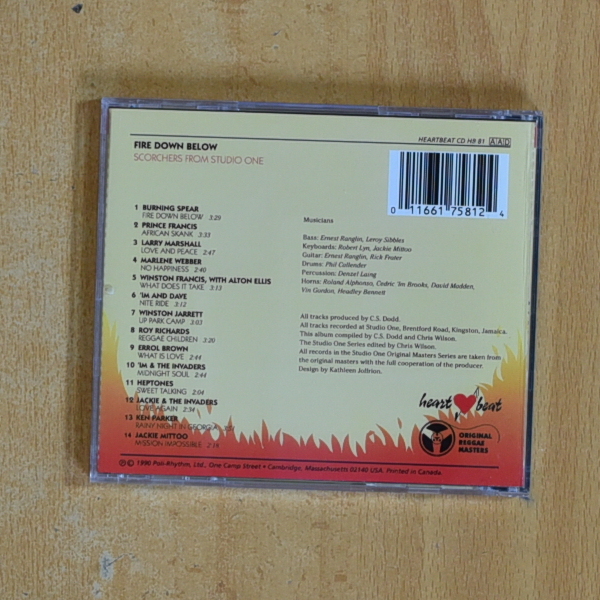 HEARTBEAT CD HB 81 AAD
FIRE DOWN BELOW
SCORCHERS FROM STUDIO ONE
0 11661 75812 4
1 BURNING SPEAR
FIRE DOWN BELOW 3:29
2 PRINCE FRANCIS
AFRICAN SKANK 3:33
3 LARRY MARSHALL
LOVE AND PEACE 2:47
4 MARLENE WEBBER
NO HAPPINESS 2:40
5 WINSTON FRANCIS, WITH ALTON ELLIS
WHAT DOES IT TAKE 3:13
6 'IM AND DAVE
NITE RIDE 3:12
7 WINSTON JARRETT
UP PARK CAMP 3:03
8 ROY RICHARDS
REGGAE CHILDREN 3:20
9 ERROL BROWN
WHAT IS LOVE 2:44
10 'IM & THE INVADERS
MIDNIGHT SOUL 2:44
11 HEPTONES
SWEET TALKING 2:04
12 JACKIE & THE INVADERS
LOVE AGAIN 2:34
13 KEN PARKER
RAINY NIGHT IN GEORGIA
14 JACKIE MITTOO
MISSION IMPOSSIBLE
Musicians
Bass: Ernest Ranglin, Leroy Sibbles
Keyboards: Robert Lyn, Jackie Mittoo
Guitar: Ernest Ranglin, Rick Frater
Drums: Phil Callender
Percussion: Denzel Laing
Horns: Roland Alphonso, Cedric 'im Brooks, David Madden,
Vin Gordon, Headley Bennett
All tracks produced by C.S. Dodd.
All tracks recorded at Studio One, Brentford Road, Kingston, Jamaica.
This album compiled by C.S. Dodd and Chris Wilson.
The Studio One Series edited by Chris Wilson.
All records in the Studio One Original Masters Series are taken from
the original masters with the full cooperation of the producer
Design by Kathleen Joffrion.
heart beat
ORIGINAL
REGGAE
MASTERS
℗ © 1990 Poli-Rhythm, Ltd., One Camp Street • Cambridge, Massachusetts 02140 USA. Printed in Canada.